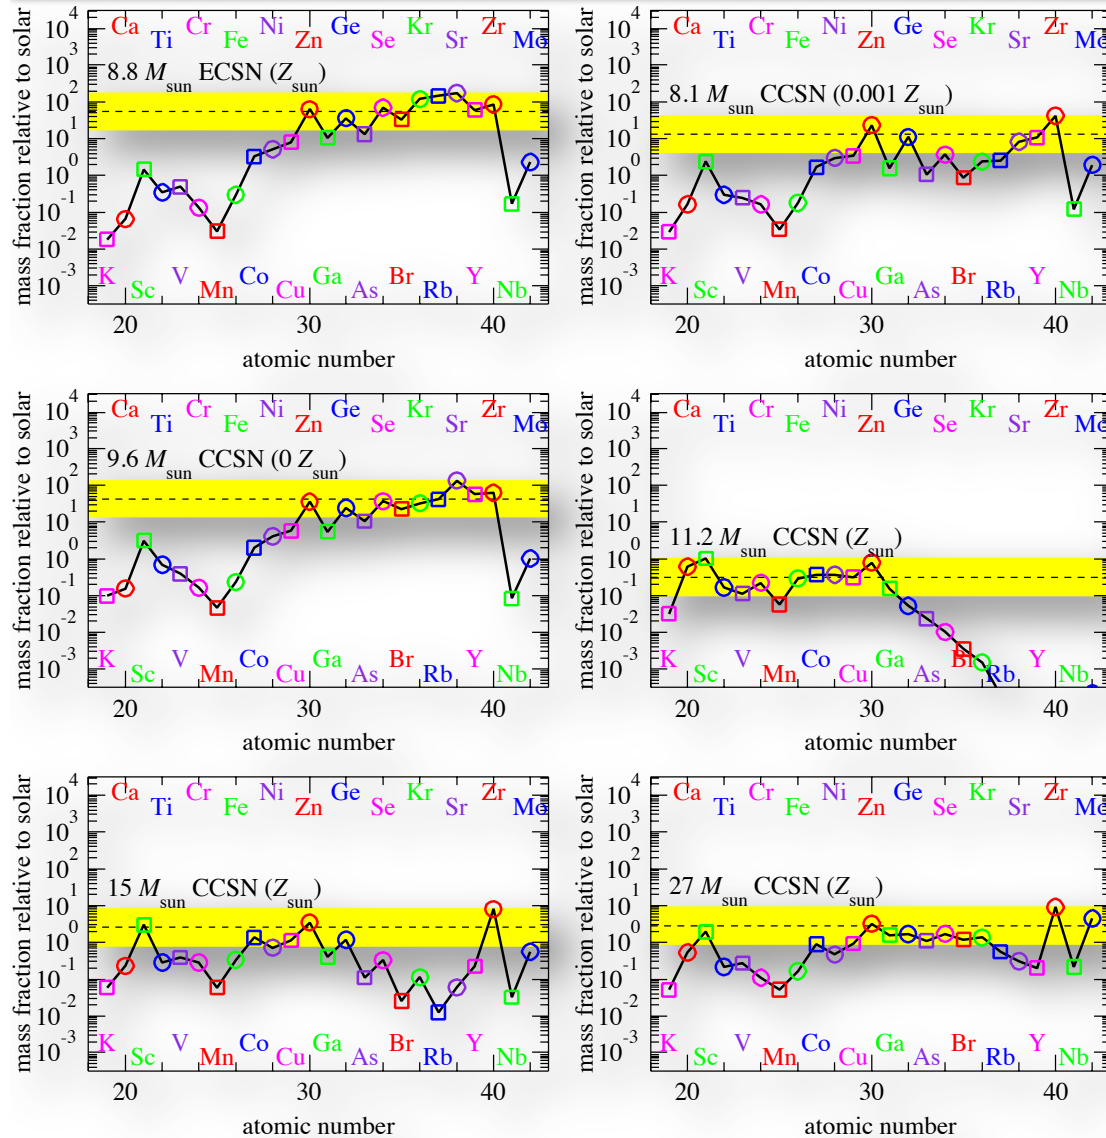 mass fraction relative to solar
10^4
10^3
10^2
10^1
10^0
10^-1
10^-2
10^-3
Ca Cr Ni Ge Kr Zr
Ti Fe Zn Se Sr Mo
8.8 M_sun ECSN (Z_sun)
K V Co Ga Br Y
Sc Mn Cu As Rb Nb
20 30 40
atomic number
mass fraction relative to solar
10^4
10^3
10^2
10^1
10^0
10^-1
10^-2
10^-3
Ca Cr Ni Ge Kr Zr
Ti Fe Zn Se Sr Mo
8.1 M_sun CCSN (0.001 Z_sun)
K V Co Ga Br Y
Sc Mn Cu As Rb Nb
20 30 40
atomic number
mass fraction relative to solar
10^4
10^3
10^2
10^1
10^0
10^-1
10^-2
10^-3
Ca Cr Ni Ge Kr Zr
Ti Fe Zn Se Sr Mo
9.6 M_sun CCSN (0 Z_sun)
K V Co Ga Br Y
Sc Mn Cu As Rb Nb
20 30 40
atomic number
mass fraction relative to solar
10^4
10^3
10^2
10^1
10^0
10^-1
10^-2
10^-3
Ca Cr Ni Ge Kr Zr
Ti Fe Zn Se Sr Mo
11.2 M_sun CCSN (Z_sun)
K V Co Ga Br Rb Y
Sc Mn Cu As Nb
20 30 40
atomic number
mass fraction relative to solar
10^4
10^3
10^2
10^1
10^0
10^-1
10^-2
10^-3
Ca Cr Ni Ge Kr Zr
Ti Fe Zn Se Sr Mo
15 M_sun CCSN (Z_sun)
K V Co Ga Br Y
Sc Mn Cu As Rb Nb
20 30 40
atomic number
mass fraction relative to solar
10^4
10^3
10^2
10^1
10^0
10^-1
10^-2
10^-3
Ca Cr Ni Ge Kr Zr
Ti Fe Zn Se Sr Mo
27 M_sun CCSN (Z_sun)
K V Co Ga Br Y
Sc Mn Cu As Rb Nb
20 30 40
atomic number